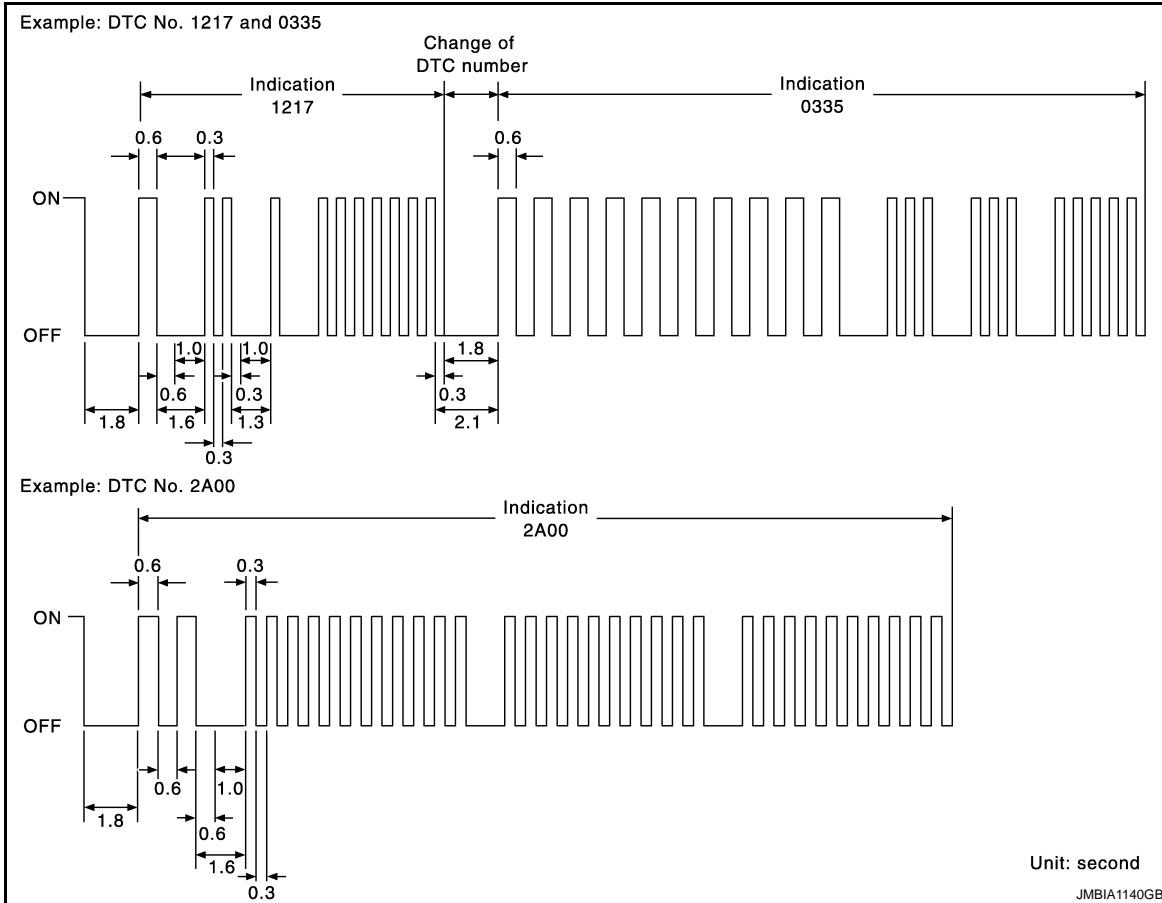 Example: DTC No. 1217 and 0335
Change of
DTC number
Indication
1217
Indication
0335
0.6
0.3
0.6
ON
OFF
1.0
1.0
1.8
0.6
0.3
0.3
1.8
1.6
1.3
2.1
0.3
Example: DTC No. 2A00
Indication
2A00
0.6
0.3
ON
OFF
0.6
1.0
1.8
0.6
1.6
0.3
Unit: second
JMBIA1140GB